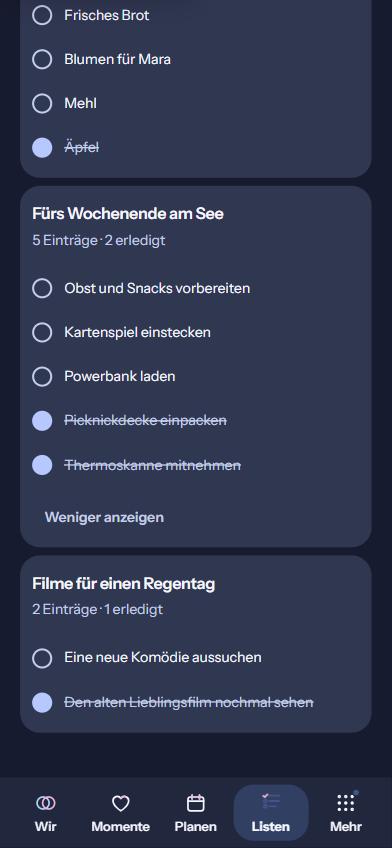 Frisches Brot
Blumen für Mara
Mehl
Äpfel
Fürs Wochenende am See
5 Einträge · 2 erledigt
Obst und Snacks vorbereiten
Kartenspiel einstecken
Powerbank laden
Picknickdecke einpacken
Thermoskanne mitnehmen
Weniger anzeigen
Filme für einen Regentag
2 Einträge · 1 erledigt
Eine neue Komödie aussuchen
Den alten Lieblingsfilm nochmal sehen
Wir Momente Planen Listen Mehr